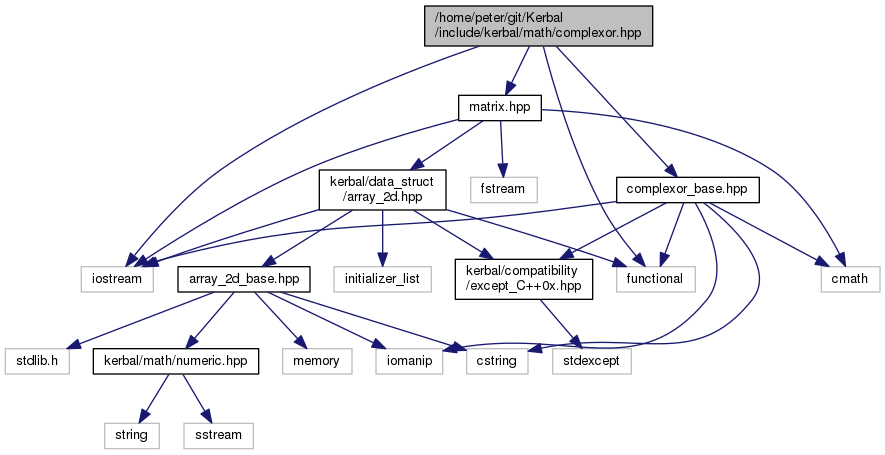 /home/peter/git/Kerbal
/include/kerbal/math/complexor.hpp
matrix.hpp
kerbal/data_struct
/array_2d.hpp
fstream
complexor_base.hpp
iostream
array_2d_base.hpp
initializer_list
kerbal/compatibility
/except_C++0x.hpp
functional
cmath
stdlib.h
kerbal/math/numeric.hpp
memory
iomanip
cstring
stdexcept
string
sstream